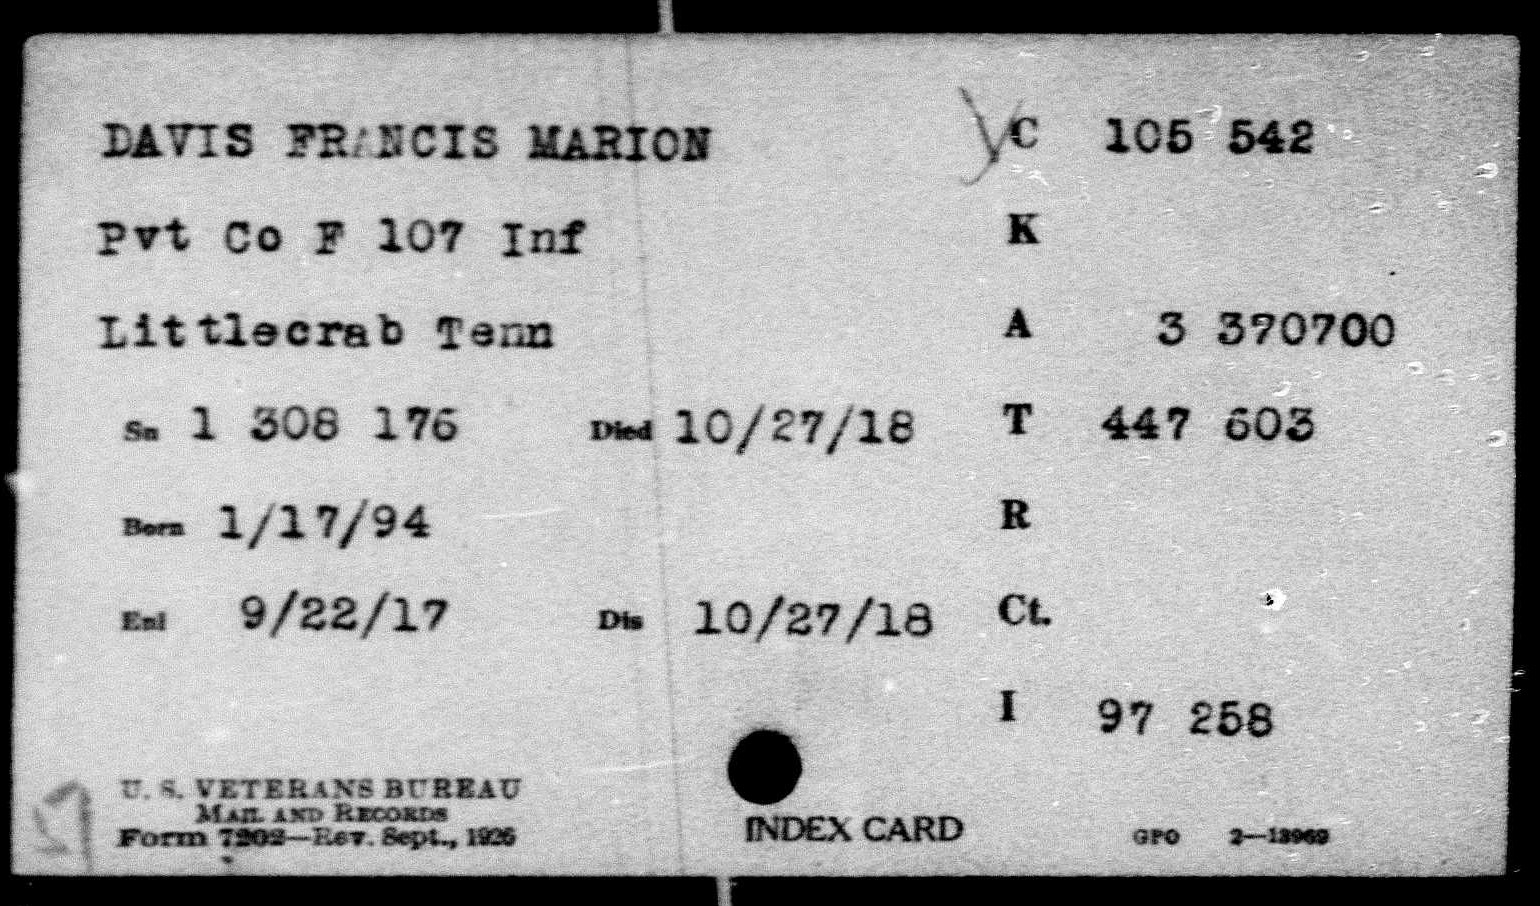 DAVIS FRANCIS MARION C 105 542
Pvt Co F 107 Inf K
Littlecrab Tenn A 3 370700
Sn 1 308 176 Died 10/27/18 T 447 603
Born 1/17/94 R
Enl 9/22/17 Dis 10/27/18 Ct.
I 97 258
U. S. VETERANS BUREAU
MAIL AND RECORDS
Form 7202—Rev. Sept., 1926
INDEX CARD
GPO 2—13969